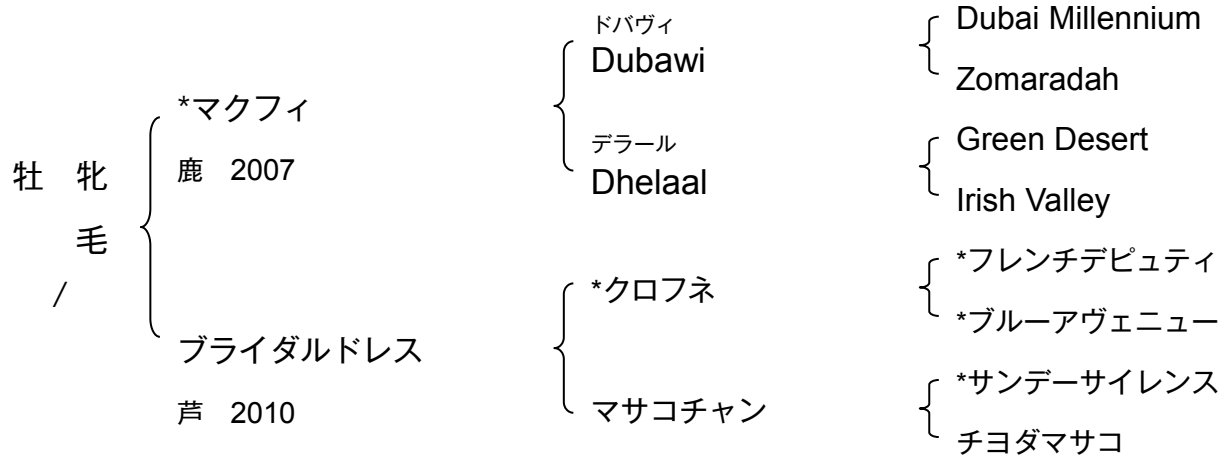 牡 牝
毛
/
*マクフィ
鹿 2007
ブライダルドレス
芦 2010
ドバヴィ
Dubawi
デラール
Dhelaal
*クロフネ
マサコチャン
Dubai Millennium
Zomaradah
Green Desert
Irish Valley
*フレンチデピュティ
*ブルーアヴェニュー
*サンデーサイレンス
チヨダマサコ